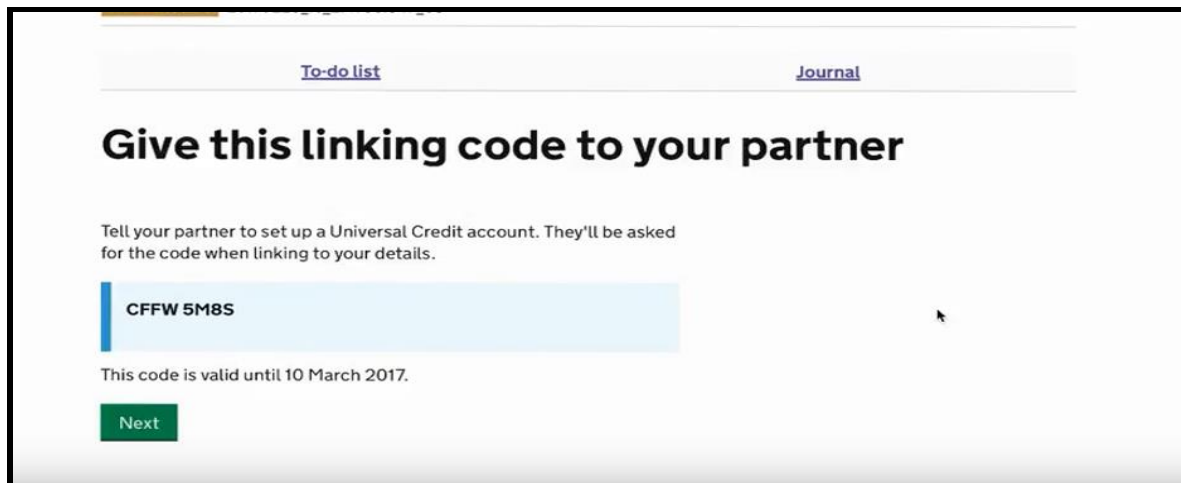 To-do list
Journal
Give this linking code to your partner
Tell your partner to set up a Universal Credit account. They'll be asked
for the code when linking to your details.
CFFW 5M8S
This code is valid until 10 March 2017.
Next